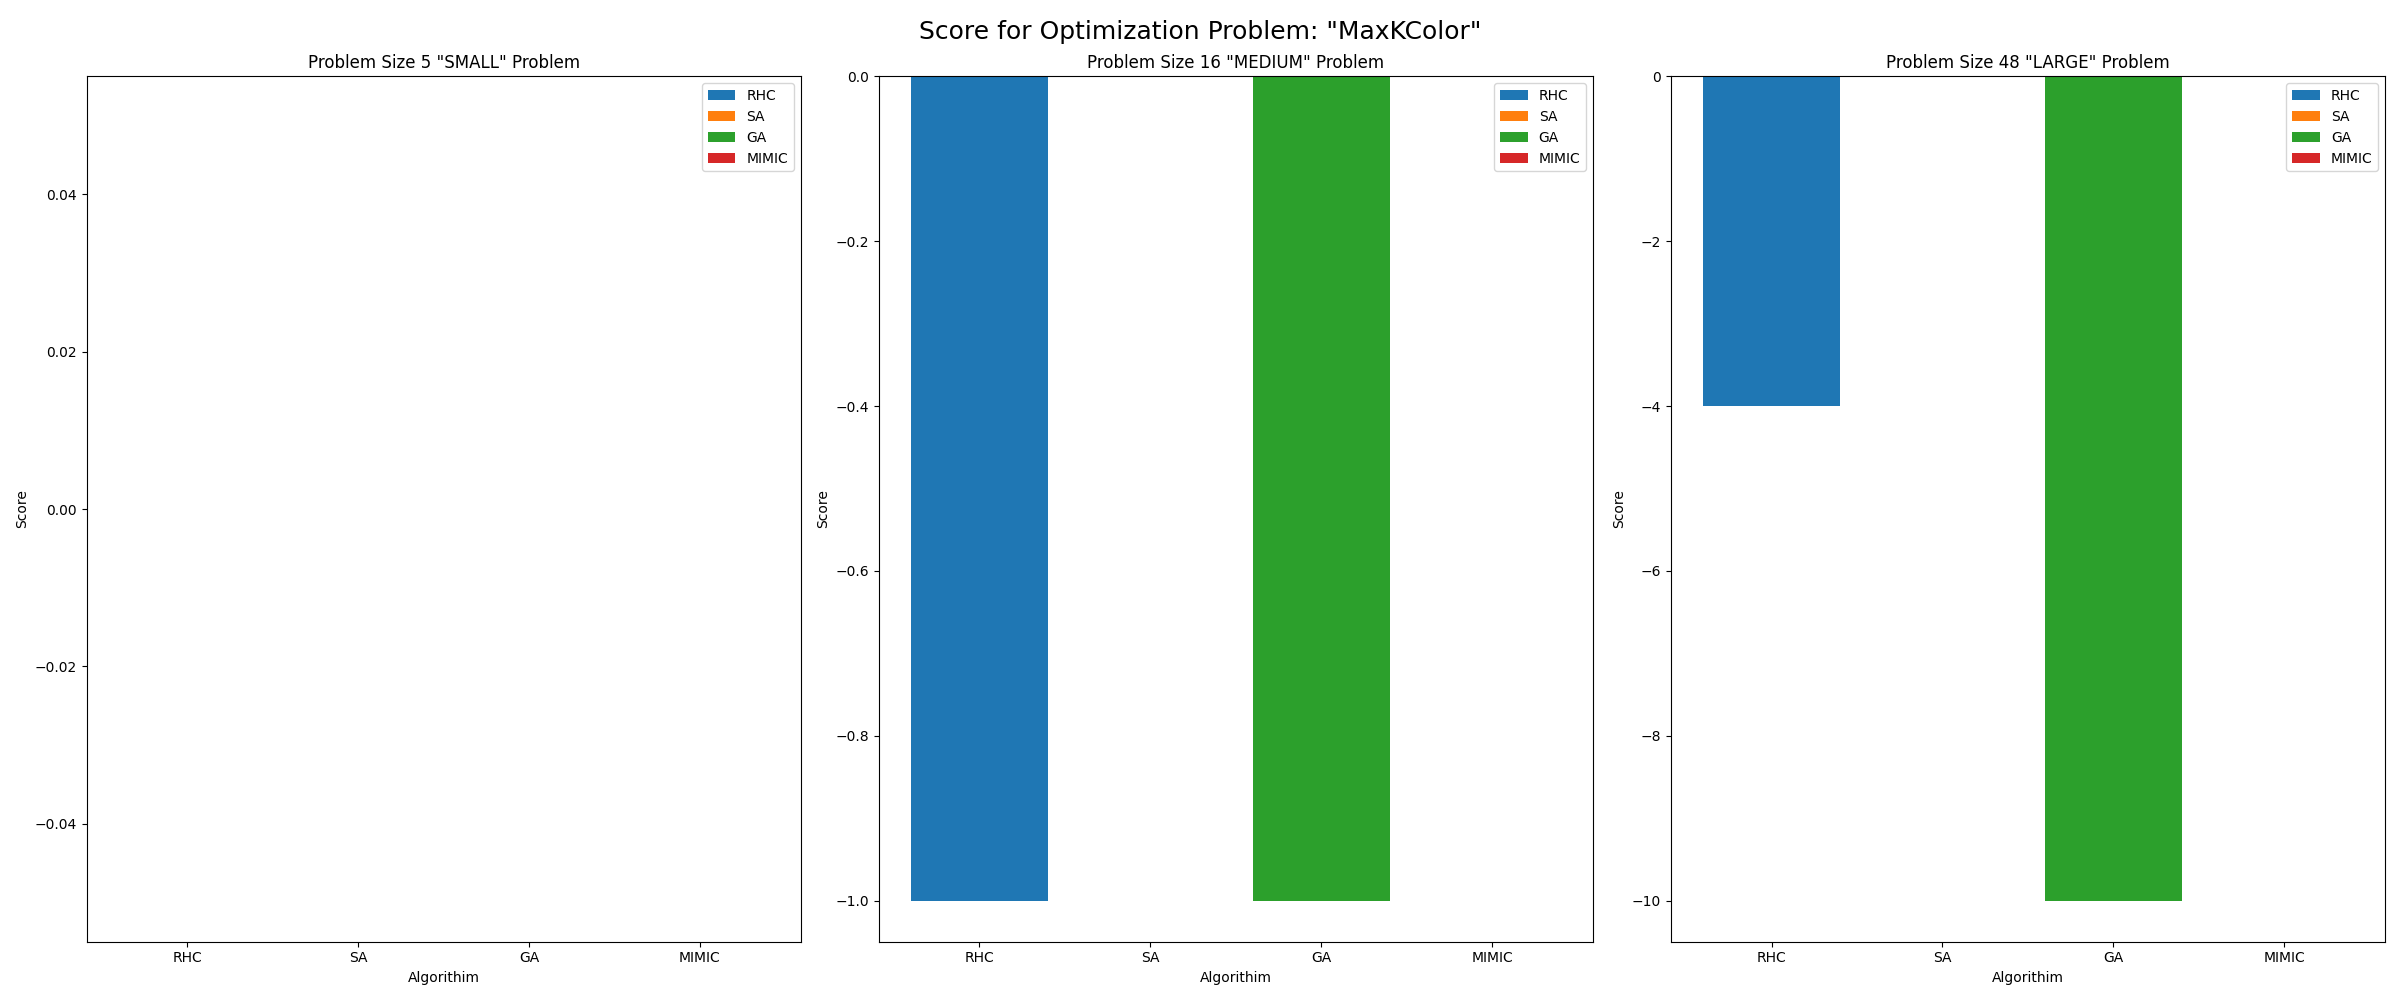 Score for Optimization Problem: "MaxKColor"
Problem Size 5 "SMALL" Problem
RHC
SA
GA
MIMIC
0.04
0.02
0.00
−0.02
−0.04
Score
RHC SA GA MIMIC
Algorithim
Problem Size 16 "MEDIUM" Problem
RHC
SA
GA
MIMIC
0.0
−0.2
−0.4
−0.6
−0.8
−1.0
Score
RHC SA GA MIMIC
Algorithim
Problem Size 48 "LARGE" Problem
RHC
SA
GA
MIMIC
0
−2
−4
−6
−8
−10
Score
RHC SA GA MIMIC
Algorithim